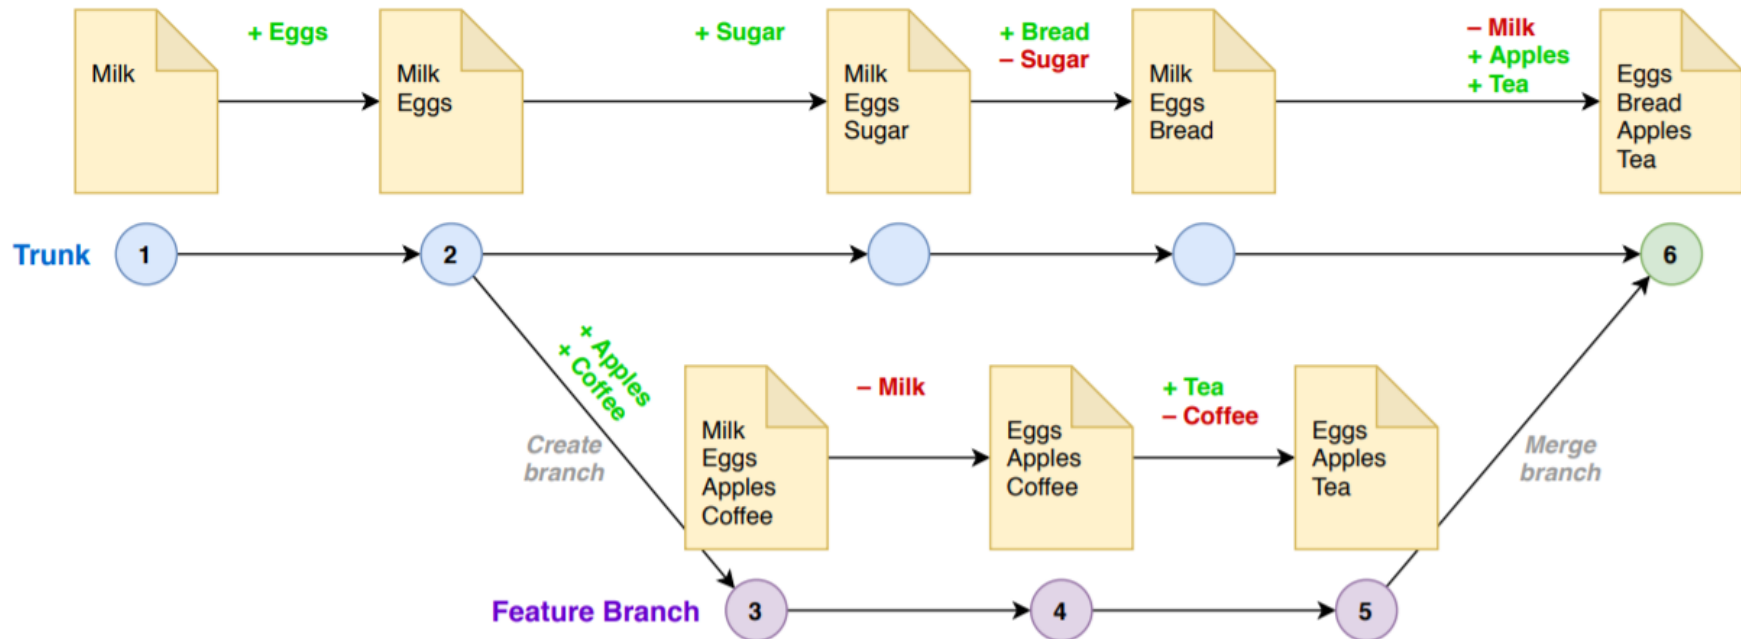 Milk
+ Eggs
Milk
Eggs
+ Sugar
Milk
Eggs
Sugar
+ Bread
– Sugar
Milk
Eggs
Bread
– Milk
+ Apples
+ Tea
Eggs
Bread
Apples
Tea
Trunk
1
2
6
+ Apples
+ Coffee
Create
branch
Milk
Eggs
Apples
Coffee
– Milk
Eggs
Apples
Coffee
+ Tea
– Coffee
Eggs
Apples
Tea
Merge
branch
Feature Branch
3
4
5